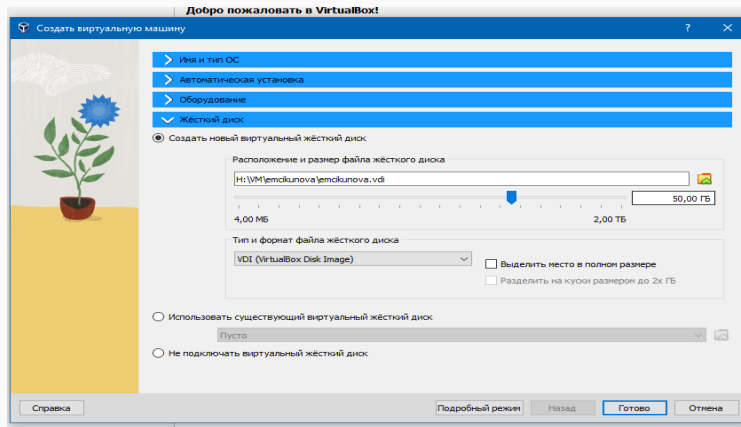 Добро пожаловать в VirtualBox!
Создать виртуальную машину
?
Имя и тип ОС
Автоматическая установка
Оборудование
Жёсткий диск
Создать новый виртуальный жёсткий диск
Расположение и размер файла жёсткого диска
H:\VM\emcikunova\emcikunova.vdi
50,00 ГБ
4,00 МБ 2,00 ТБ
Тип и формат файла жёсткого диска
VDI (VirtualBox Disk Image)
Выделить место в полном размере
Разделить на куски размером до 2х ГБ
Использовать существующий виртуальный жёсткий диск
Пусто
Не подключать виртуальный жёсткий диск
Справка Подробный режим Назад Готово Отмена